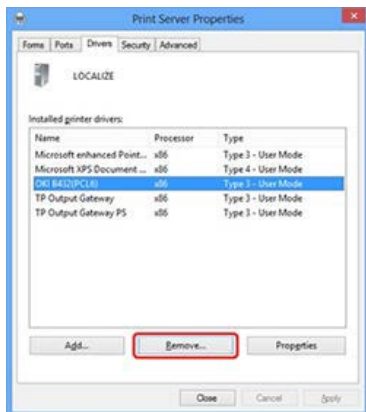 Print Server Properties
Forms Ports Drivers Security Advanced
LOCALIZE
Installed printer drivers:
Name Processor Type
Microsoft enhanced Point... x86 Type 3 - User Mode
Microsoft XPS Document ... x86 Type 4 - User Mode
OKI B432(PCL6) x86 Type 3 - User Mode
TP Output Gateway x86 Type 3 - User Mode
TP Output Gateway PS x86 Type 3 - User Mode
Add... Remove... Properties
Close Cancel Apply